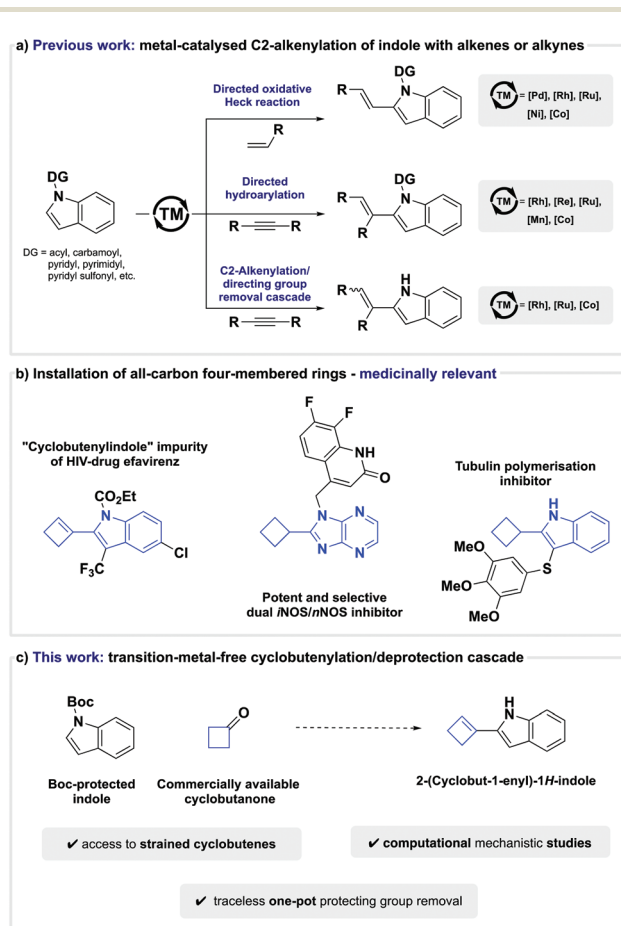 a) Previous work: metal-catalysed C2-alkenylation of indole with alkenes or alkynes
DG
N
DG = acyl, carbamoyl,
pyridyl, pyrimidyl,
pyridyl sulfonyl, etc.
TM
Directed oxidative
Heck reaction
R
R
DG
N
TM = [Pd], [Rh], [Ru],
[Ni], [Co]
Directed
hydroarylation
R R
R
R
DG
N
TM = [Rh], [Re], [Ru],
[Mn], [Co]
C2-Alkenylation/
directing group
removal cascade
R R
R
R
H
N
TM = [Rh], [Ru], [Co]
b) Installation of all-carbon four-membered rings - medicinally relevant
"Cyclobutenylindole" impurity
of HIV-drug efavirenz
CO2Et
N
F3C
Cl
F
F
NH
O
N
N
N
N
Potent and selective
dual iNOS/nNOS inhibitor
Tubulin polymerisation
inhibitor
H
N
S
MeO
MeO
MeO
c) This work: transition-metal-free cyclobutenylation/deprotection cascade
Boc
N
Boc-protected
indole
O
Commercially available
cyclobutanone
H
N
2-(Cyclobut-1-enyl)-1H-indole
✔ access to strained cyclobutenes
✔ computational mechanistic studies
✔ traceless one-pot protecting group removal